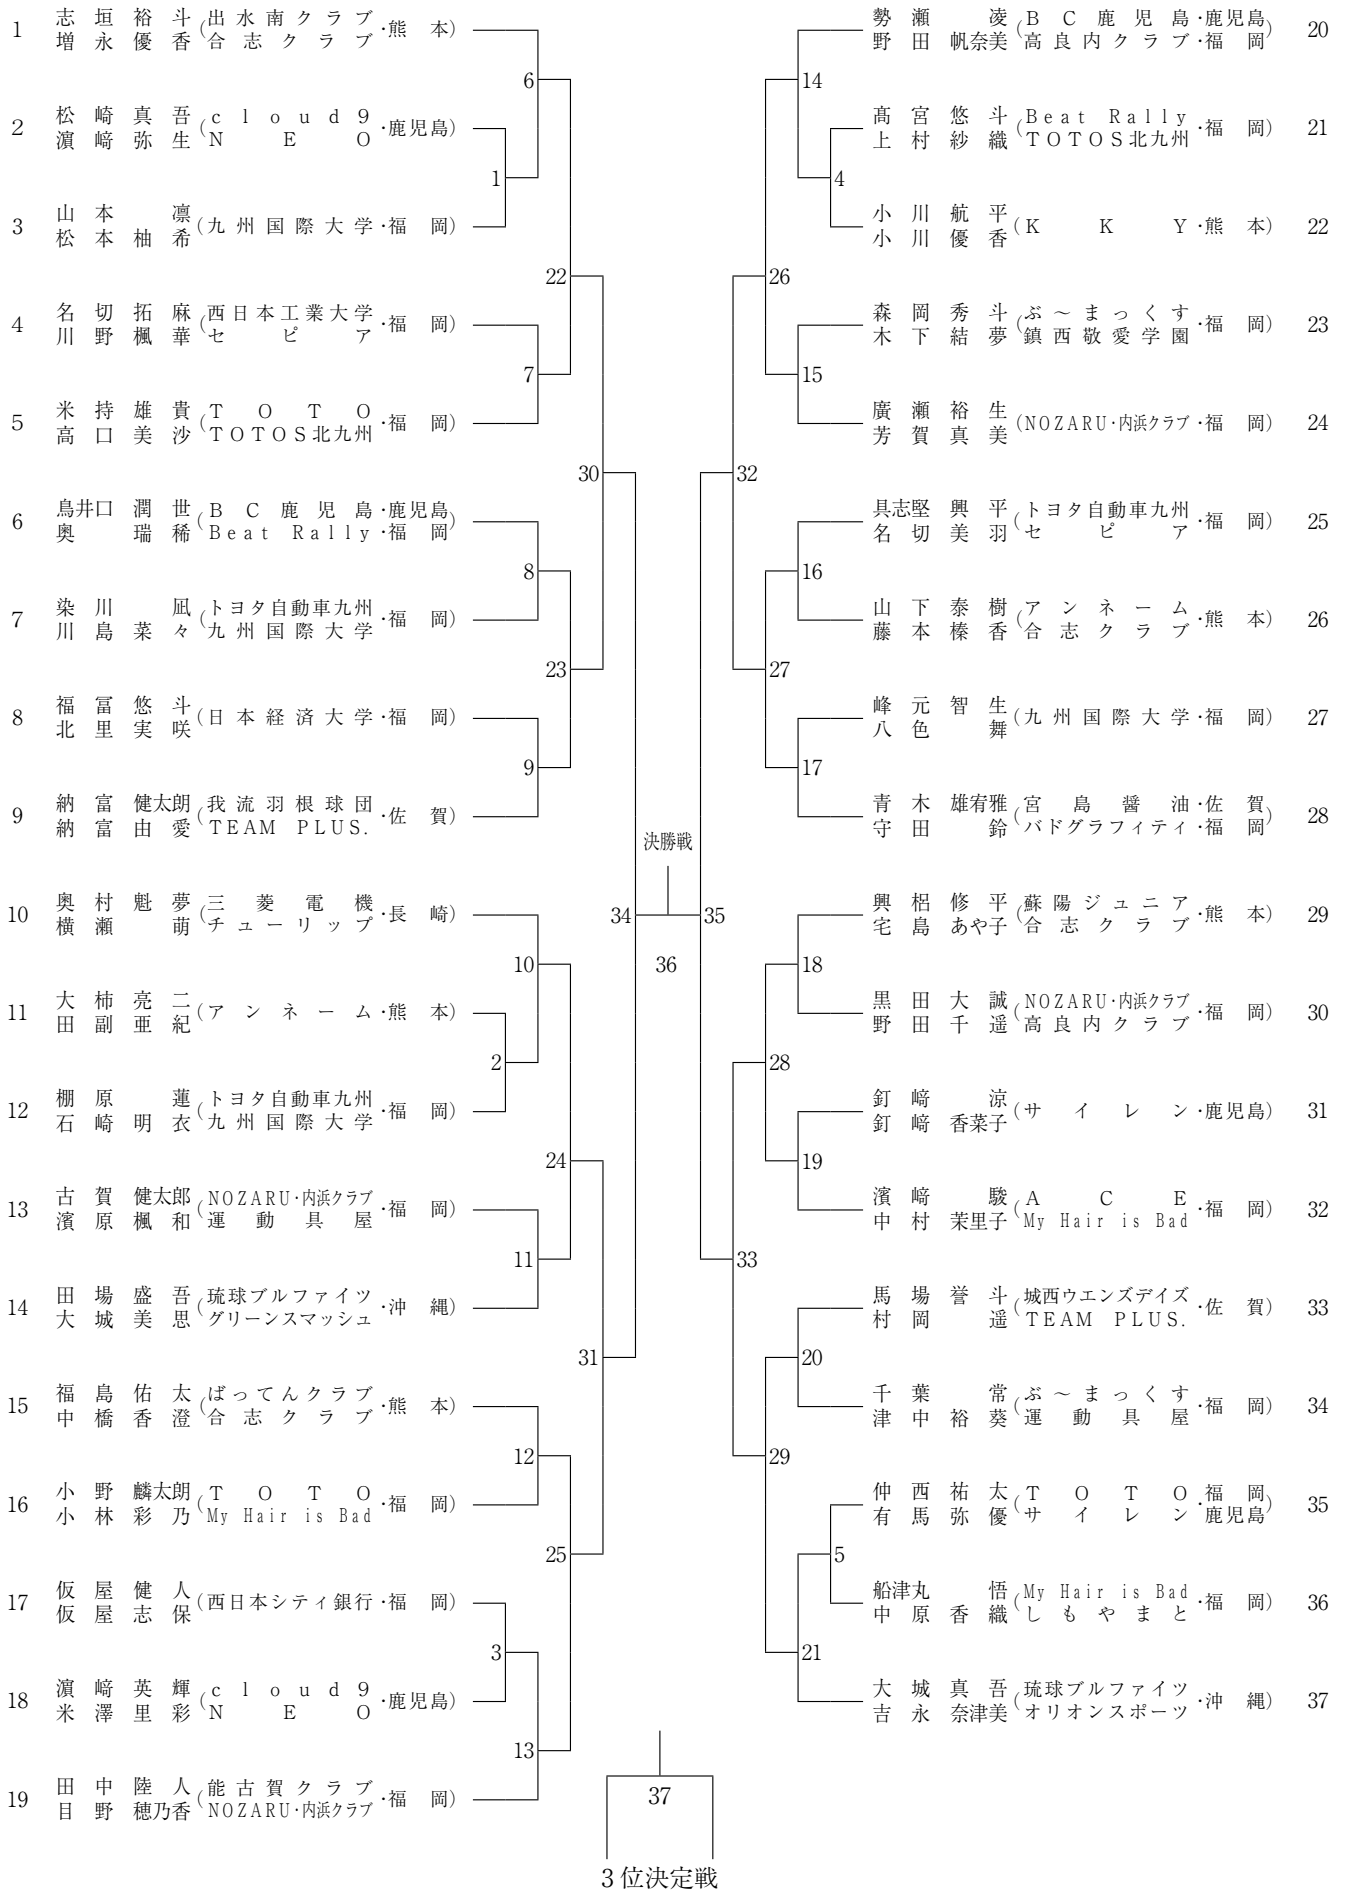 1 志垣裕斗 (出水南クラブ ・熊本)
増永優香 合志クラブ
2 松崎真吾 (cloud9 ・鹿児島)
濵﨑弥生 NEO
3 山本凛 (九州国際大学・福岡)
松本柚希
4 名切拓麻 (西日本工業大学 ・福岡)
川野楓華 セピア
5 米持雄貴 (TOTO ・福岡)
高口美沙 TOTOS北九州
6 鳥井口潤世 (BC鹿児島・鹿児島)
奥瑞稀 Beat Rally・福岡
7 染川凪 (トヨタ自動車九州 ・福岡)
川島菜々 九州国際大学
8 福冨悠斗 (日本経済大学・福岡)
北里実咲
9 納富健太朗 (我流羽根球団 ・佐賀)
納富由愛 TEAM PLUS.
10 奥村魁夢 (三菱電機 ・長崎)
横瀬萌 チューリップ
11 大柿亮二 (アンネーム・熊本)
田副亜紀
12 棚原蓮 (トヨタ自動車九州 ・福岡)
石崎明衣 九州国際大学
13 古賀健太郎 (NOZARU・内浜クラブ ・福岡)
濱原楓和 運動具屋
14 田場盛吾 (琉球ブルファイツ ・沖縄)
大城美思 グリーンスマッシュ
15 福島佑太 (ばってんクラブ ・熊本)
中橋香澄 合志クラブ
16 小野麟太朗 (TOTO ・福岡)
小林彩乃 My Hair is Bad
17 仮屋健人 (西日本シティ銀行・福岡)
仮屋志保
18 濵﨑英輝 (cloud9 ・鹿児島)
米澤里彩 NEO
19 田中陸人 (能古賀クラブ ・福岡)
目野穂乃香 NOZARU・内浜クラブ
勢瀬凌 (BC鹿児島・鹿児島) 20
野田帆奈美 高良内クラブ・福岡
髙宮悠斗 (Beat Rally ・福岡) 21
上村紗織 TOTOS北九州
小川航平 (KKY・熊本) 22
小川優香
森岡秀斗 (ぶ～まっくす ・福岡) 23
木下結夢 鎮西敬愛学園
廣瀬裕生 (NOZARU・内浜クラブ・福岡) 24
芳賀真美
具志堅興平 (トヨタ自動車九州 ・福岡) 25
名切美羽 セピア
山下泰樹 (アンネーム ・熊本) 26
藤本榛香 合志クラブ
峰元智生 (九州国際大学・福岡) 27
八色舞
青木雄宥雅 (宮島醤油・佐賀) 28
守田鈴 バドグラフィティ・福岡
興梠修平 (蘇陽ジュニア ・熊本) 29
宅島あや子 合志クラブ
黒田大誠 (NOZARU・内浜クラブ ・福岡) 30
野田千遥 高良内クラブ
釘﨑涼 (サイレン・鹿児島) 31
釘﨑香菜子
濱﨑駿 (ACE ・福岡) 32
中村茉里子 My Hair is Bad
馬場誉斗 (城西ウエンズデイズ ・佐賀) 33
村岡遥 TEAM PLUS.
千葉常 (ぶ～まっくす ・福岡) 34
津中裕葵 運動具屋
仲西祐太 (TOTO・福岡) 35
有馬弥優 サイレン・鹿児島
船津丸悟 (My Hair is Bad ・福岡) 36
中原香織 しもやまと
大城真吾 (琉球ブルファイツ ・沖縄) 37
吉永奈津美 オリオンスポーツ
1
2
3
6
7
8
9
10
11
12
13
22
23
24
25
30
31
34
決勝戦
36
35
14
4
26
15
32
16
27
17
18
28
19
33
20
29
5
21
37
3位決定戦